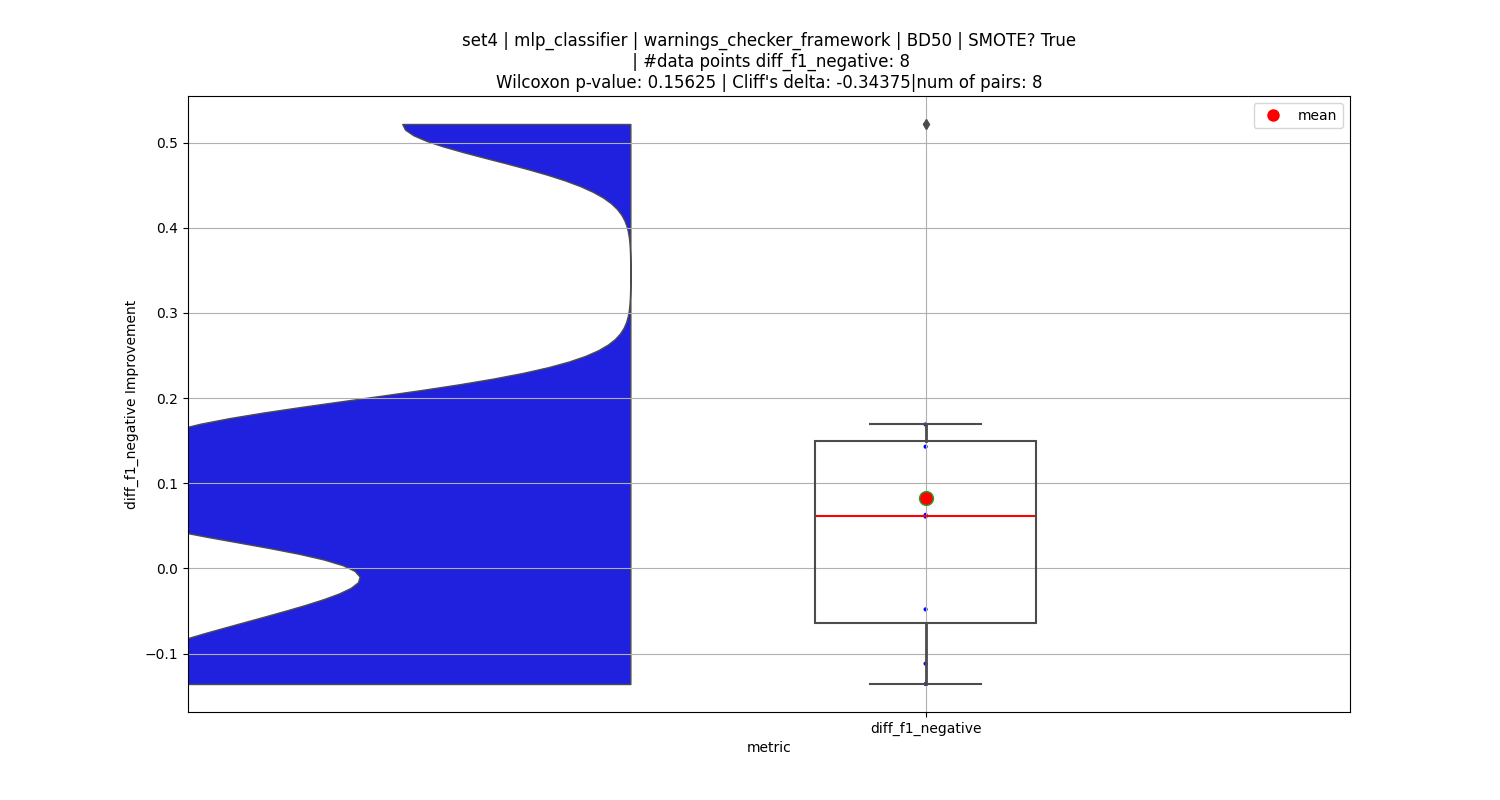 set4 | mlp_classifier | warnings_checker_framework | BD50 | SMOTE? True
| #data points diff_f1_negative: 8
Wilcoxon p-value: 0.15625 | Cliff's delta: -0.34375|num of pairs: 8
mean
0.5
0.4
0.3
0.2
0.1
0.0
−0.1
diff_f1_negative Improvement
diff_f1_negative
metric